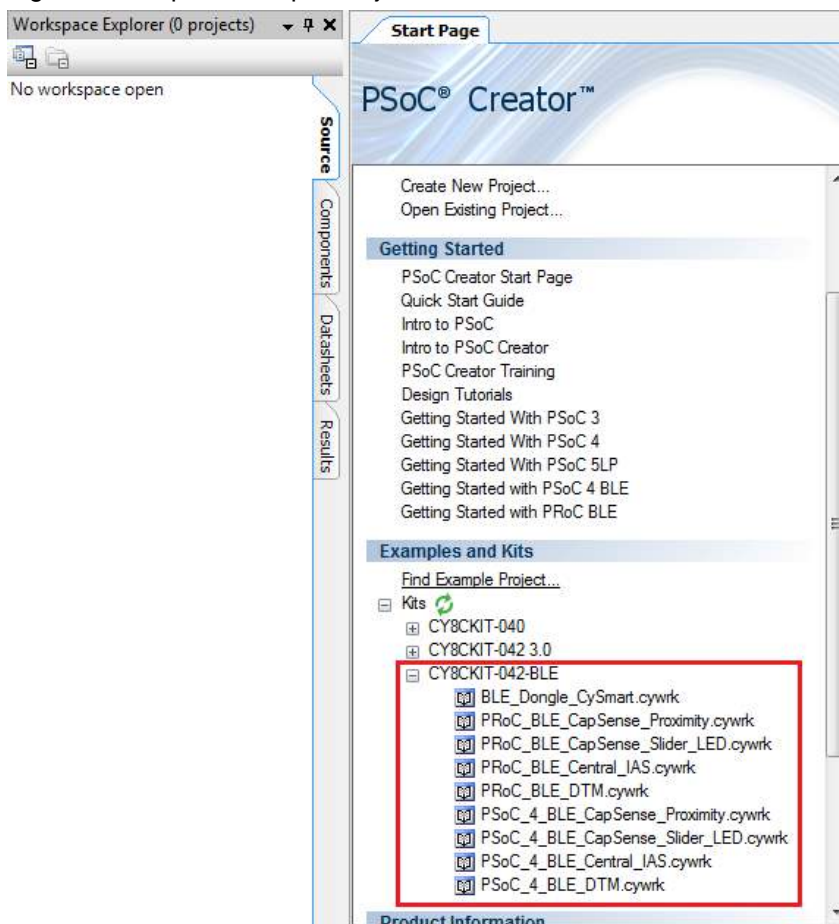 Workspace Explorer (0 projects)
No workspace open
Source
Components
Datasheets
Results
Start Page
PSoC® Creator™
Create New Project...
Open Existing Project...
Getting Started
PSoC Creator Start Page
Quick Start Guide
Intro to PSoC
Intro to PSoC Creator
PSoC Creator Training
Design Tutorials
Getting Started With PSoC 3
Getting Started With PSoC 4
Getting Started With PSoC 5LP
Getting Started with PSoC 4 BLE
Getting Started with PRoC BLE
Examples and Kits
Find Example Project...
Kits
CY8CKIT-040
CY8CKIT-042 3.0
CY8CKIT-042-BLE
BLE_Dongle_CySmart.cywrk
PRoC_BLE_CapSense_Proximity.cywrk
PRoC_BLE_CapSense_Slider_LED.cywrk
PRoC_BLE_Central_IAS.cywrk
PRoC_BLE_DTM.cywrk
PSoC_4_BLE_CapSense_Proximity.cywrk
PSoC_4_BLE_CapSense_Slider_LED.cywrk
PSoC_4_BLE_Central_IAS.cywrk
PSoC_4_BLE_DTM.cywrk
Product Information